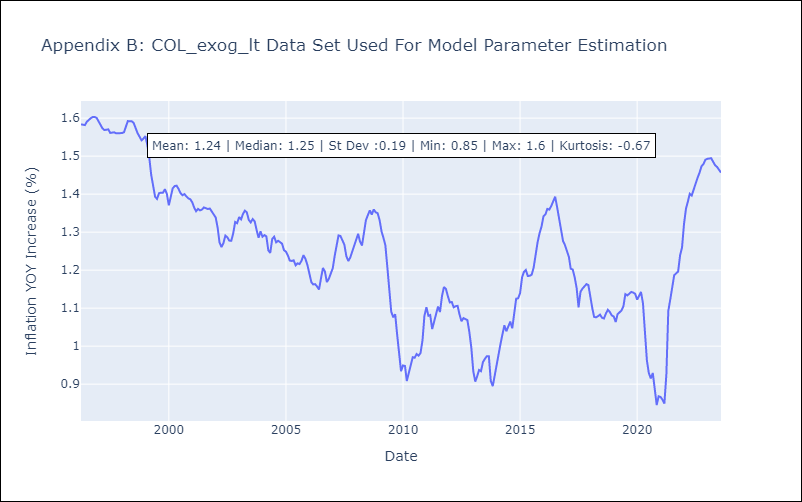 Appendix B: COL_exog_lt Data Set Used For Model Parameter Estimation
1.6
Mean: 1.24 | Median: 1.25 | St Dev :0.19 | Min: 0.85 | Max: 1.6 | Kurtosis: -0.67
1.5
1.4
1.3
1.2
1.1
1
0.9
Inflation YOY Increase (%)
2000 2005 2010 2015 2020
Date